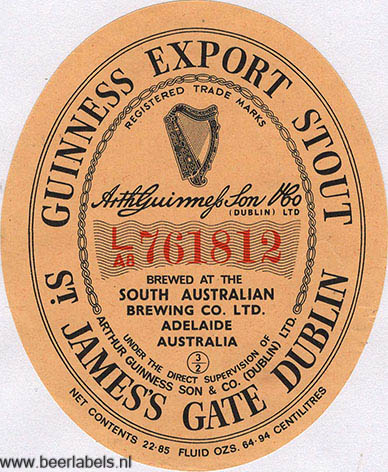 GUINNESS EXPORT STOUT
REGISTERED TRADE MARKS
Arth Guinness Son & Co
(DUBLIN) LTD
L/AB 761812
BREWED AT THE
SOUTH AUSTRALIAN
BREWING CO. LTD.
ADELAIDE
AUSTRALIA
3/2
UNDER THE DIRECT SUPERVISION OF
ARTHUR GUINNESS SON & CO. (DUBLIN) LTD.
ST. JAMES'S GATE DUBLIN
NET CONTENTS 22·85 FLUID OZS. 64·94 CENTILITRES
www.beerlabels.nl